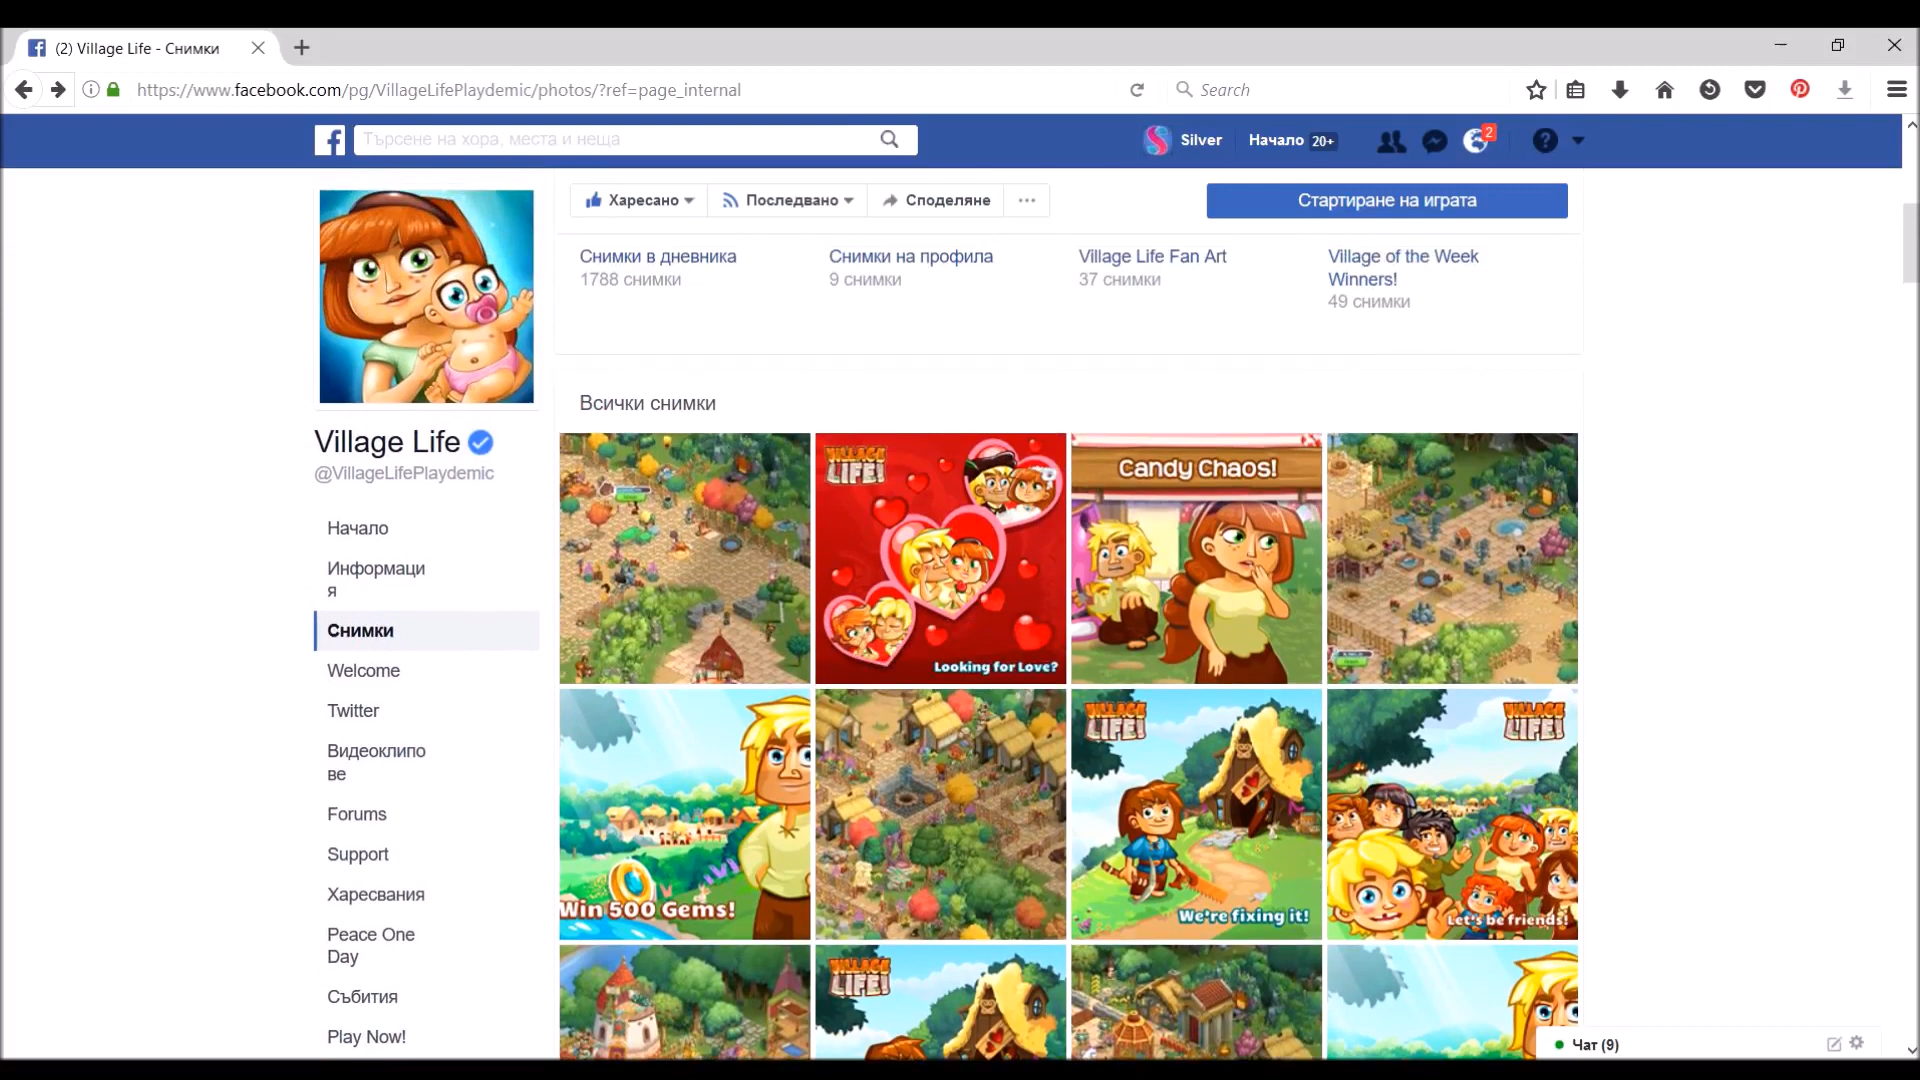 (2) Village Life - Снимки
https://www.facebook.com/pg/VillageLifePlaydemic/photos/?ref=page_internal
Search
Търсене на хора, места и неща
Silver
Начало 20+
2
Харесано
Последвано
Споделяне
Стартиране на играта
Снимки в дневника
1788 снимки
Снимки на профила
9 снимки
Village Life Fan Art
37 снимки
Village of the Week
Winners!
49 снимки
Village Life
@VillageLifePlaydemic
Начало
Информаци
я
Снимки
Welcome
Twitter
Видеоклипо
ве
Forums
Support
Харесвания
Peace One
Day
Събития
Play Now!
Всички снимки
VILLAGE
LIFE!
Looking for Love?
Candy Chaos!
Win 500 Gems!
VILLAGE
LIFE!
We're fixing it!
VILLAGE
LIFE!
Let's be friends!
VILLAGE
LIFE!
Чат (9)